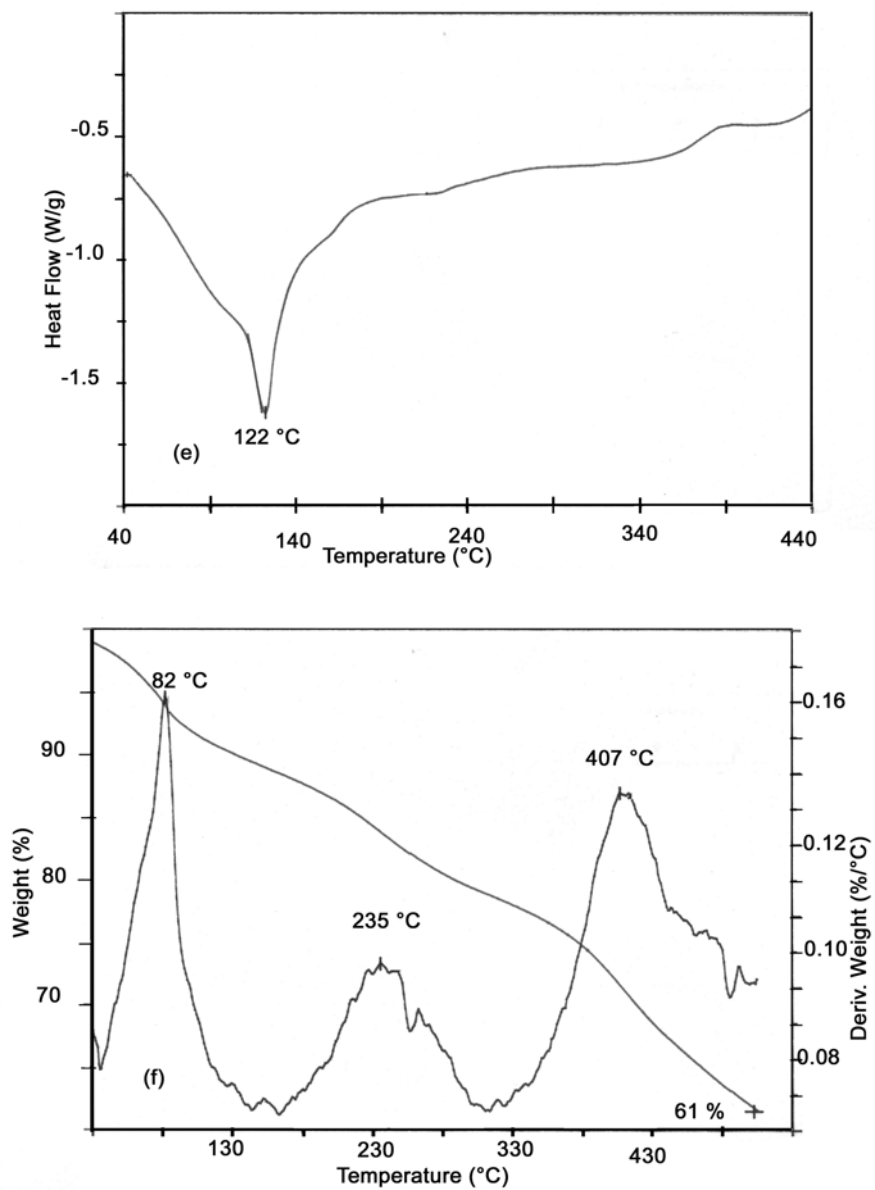 -0.5
-1.0
-1.5
Heat Flow (W/g)
122 °C
(e)
40
140
240
340
440
Temperature (°C)
82 °C
235 °C
407 °C
61 %
(f)
90
80
70
Weight (%)
0.16
0.12
0.10
0.08
Deriv. Weight (%/°C)
130
230
330
430
Temperature (°C)